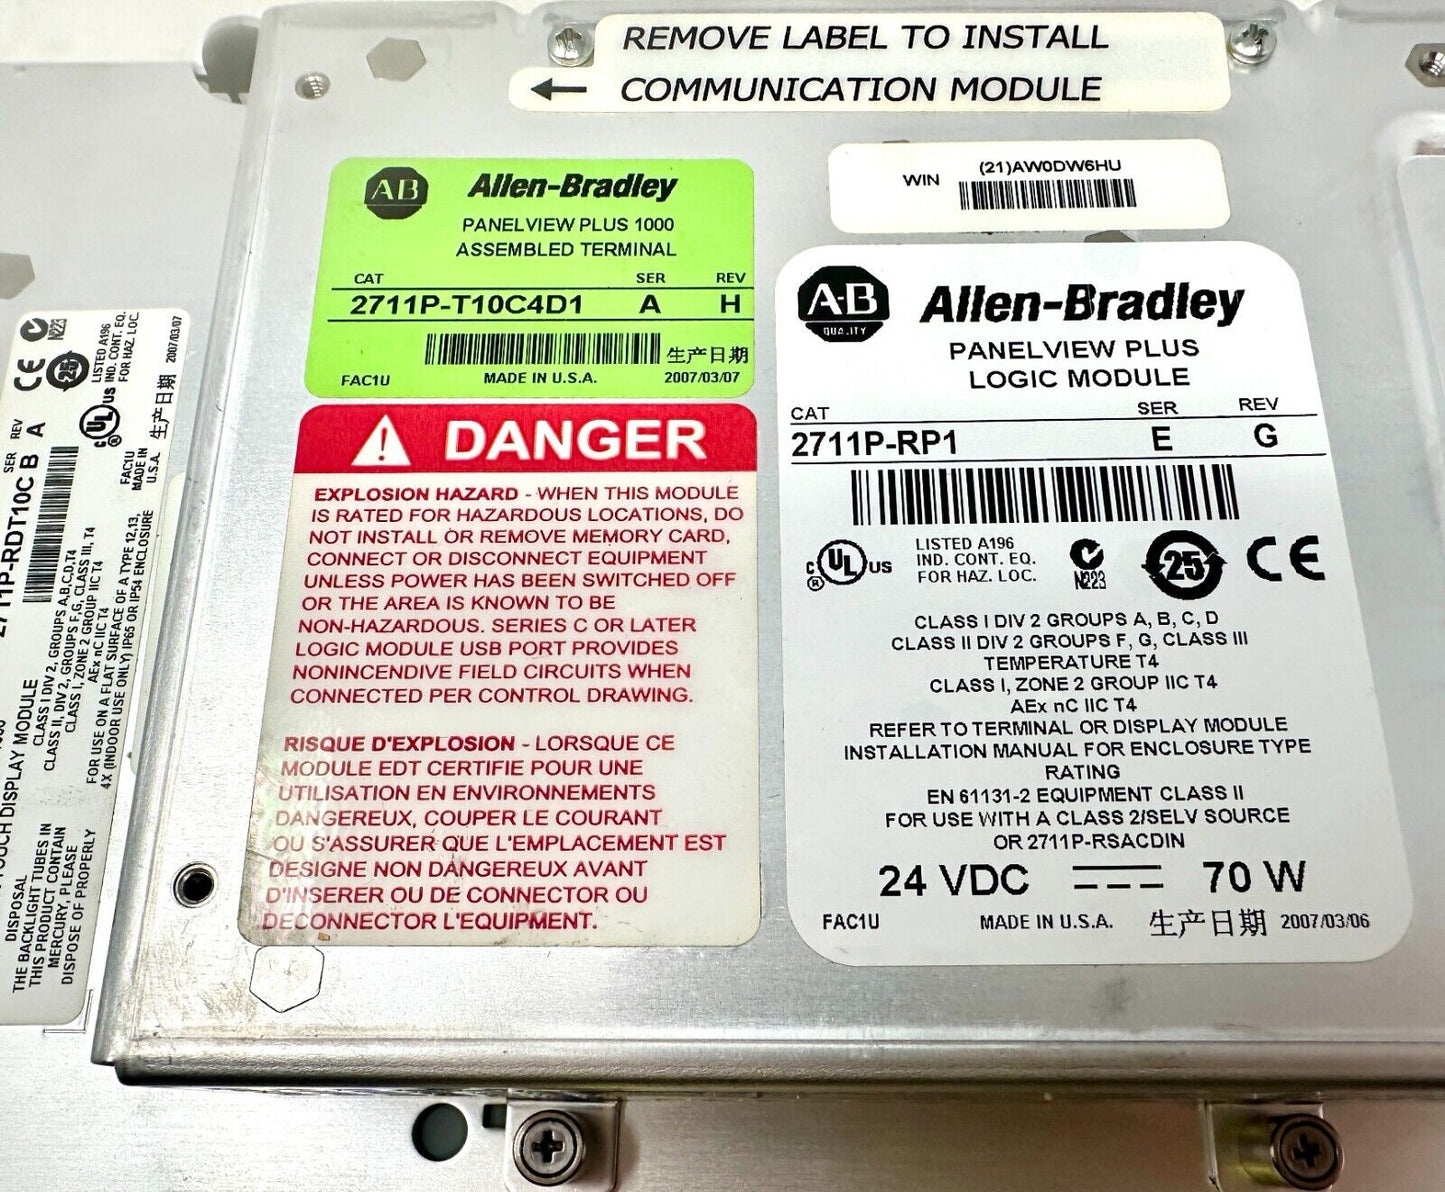 REMOVE LABEL TO INSTALL
COMMUNICATION MODULE
WIN
(21)AW0DW6HU
AB
Allen-Bradley
PANELVIEW PLUS 1000
ASSEMBLED TERMINAL
CAT SER REV
2711P-T10C4D1 A H
生产日期
FAC1U MADE IN U.S.A. 2007/03/07
DANGER
EXPLOSION HAZARD - WHEN THIS MODULE
IS RATED FOR HAZARDOUS LOCATIONS, DO
NOT INSTALL OR REMOVE MEMORY CARD,
CONNECT OR DISCONNECT EQUIPMENT
UNLESS POWER HAS BEEN SWITCHED OFF
OR THE AREA IS KNOWN TO BE
NON-HAZARDOUS. SERIES C OR LATER
LOGIC MODULE USB PORT PROVIDES
NONINCENDIVE FIELD CIRCUITS WHEN
CONNECTED PER CONTROL DRAWING.
RISQUE D'EXPLOSION - LORSQUE CE
MODULE EDT CERTIFIE POUR UNE
UTILISATION EN ENVIRONNEMENTS
DANGEREUX, COUPER LE COURANT
OU S'ASSURER QUE L'EMPLACEMENT EST
DESIGNE NON DANGEREUX AVANT
D'INSERER OU DE CONNECTOR OU
DECONNECTOR L'EQUIPMENT.
A-B
QUALITY
Allen-Bradley
PANELVIEW PLUS
LOGIC MODULE
CAT SER REV
2711P-RP1 E G
c UL US ®
LISTED A196
IND. CONT. EQ.
FOR HAZ. LOC.
N223
25
CE
CLASS I DIV 2 GROUPS A, B, C, D
CLASS II DIV 2 GROUPS F, G, CLASS III
TEMPERATURE T4
CLASS I, ZONE 2 GROUP IIC T4
AEx nC IIC T4
REFER TO TERMINAL OR DISPLAY MODULE
INSTALLATION MANUAL FOR ENCLOSURE TYPE
RATING
EN 61131-2 EQUIPMENT CLASS II
FOR USE WITH A CLASS 2/SELV SOURCE
OR 2711P-RSACDIN
24 VDC 70 W
FAC1U MADE IN U.S.A. 生产日期 2007/03/06
TOUCH DISPLAY MODULE
SER REV
2711P-RDT10C B A
CLASS I DIV 2, GROUPS A,B,C,D,T4
CLASS II, DIV 2, GROUPS F,G, CLASS III, T4
CLASS I, ZONE 2 GROUP IIC T4
AEx nC IIC T4
FOR USE ON A FLAT SURFACE OF A TYPE 12,13,
4X (INDOOR USE ONLY) IP65 OR IP54 ENCLOSURE
CE
N223
25
c UL US ®
LISTED A196
IND. CONT. EQ.
FOR HAZ. LOC.
FAC1U
MADE IN
U.S.A.
生产日期 2007/03/07
DISPOSAL
THE BACKLIGHT TUBES IN
THIS PRODUCT CONTAIN
MERCURY, PLEASE
DISPOSE OF PROPERLY